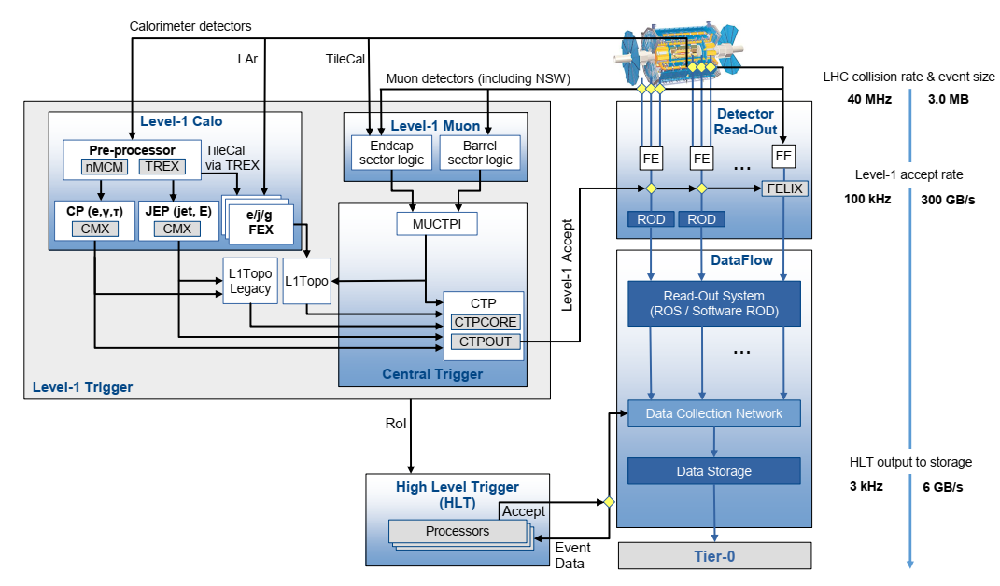 Calorimeter detectors
LAr
TileCal
Muon detectors (including NSW)
LHC collision rate & event size
40 MHz
3.0 MB
Level-1 Calo
Level-1 Muon
Detector
Read-Out
Pre-processor
nMCM
TREX
TileCal
via TREX
Endcap
sector logic
Barrel
sector logic
FE
FE
...
FE
Level-1 accept rate
100 kHz
300 GB/s
FELIX
CP (e,γ,τ)
CMX
JEP (jet, E)
CMX
e/j/g
FEX
MUCTPI
ROD
ROD
Level-1 Accept
DataFlow
L1Topo
Legacy
L1Topo
CTP
CTPCORE
CTPOUT
Read-Out System
(ROS / Software ROD)
...
Central Trigger
Level-1 Trigger
RoI
Data Collection Network
HLT output to storage
3 kHz
6 GB/s
Data Storage
High Level Trigger
(HLT)
Accept
Processors
Event
Data
Tier-0